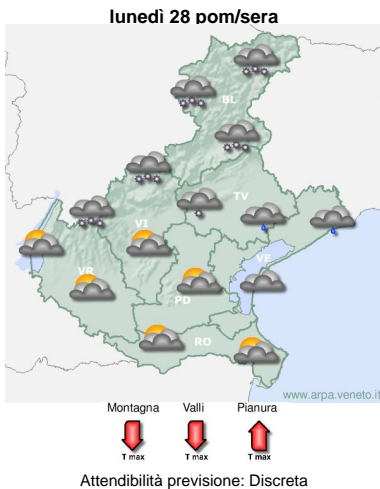 lunedì 28 pom/sera
BL
TV
VI
VE
VR
PD
RO
www.arpa.veneto.it
Montagna Valli Pianura
T max T max T max
Attendibilità previsione: Discreta